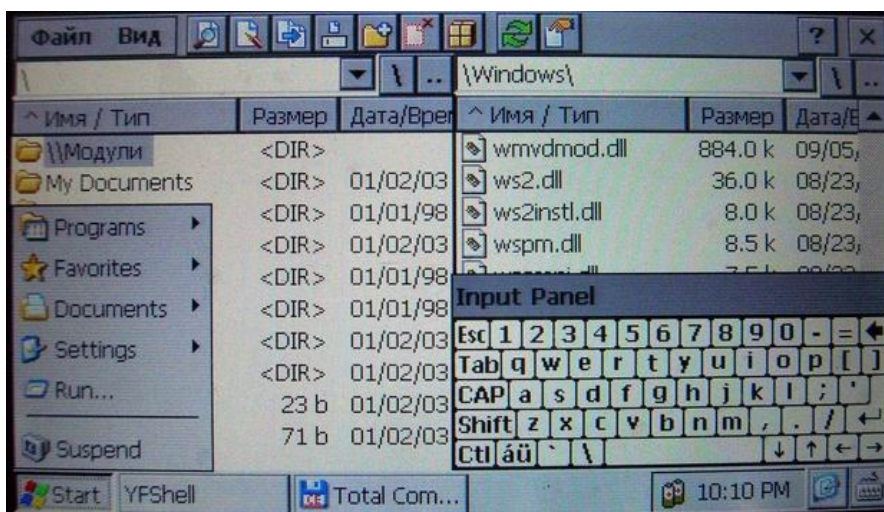 Файл Вид ? ×
\ \ .. \Windows\ \ ..
^ Имя / Тип Размер Дата/Врем ^ Имя / Тип Размер Дата/В
\\Модули <DIR> wmvdmod.dll 884.0 k 09/05/
My Documents <DIR> 01/02/03 ws2.dll 36.0 k 08/23/
Programs <DIR> 01/01/98 ws2instl.dll 8.0 k 08/23/
<DIR> 01/02/03 wspm.dll 8.5 k 08/23/
Favorites <DIR> 01/01/98
Documents <DIR> 01/01/98 Input Panel
Settings <DIR> 01/02/03 Esc 1 2 3 4 5 6 7 8 9 0 - =
<DIR> 01/02/03 Tab q w e r t y u i o p [ ]
Run... 23 b 01/02/03 CAP a s d f g h j k l ; '
71 b 01/02/03 Shift z x c v b n m , . /
Suspend Ctl áü ` \ ↓ ↑ ← →
Start YFShell CE Total Com... 10:10 PM